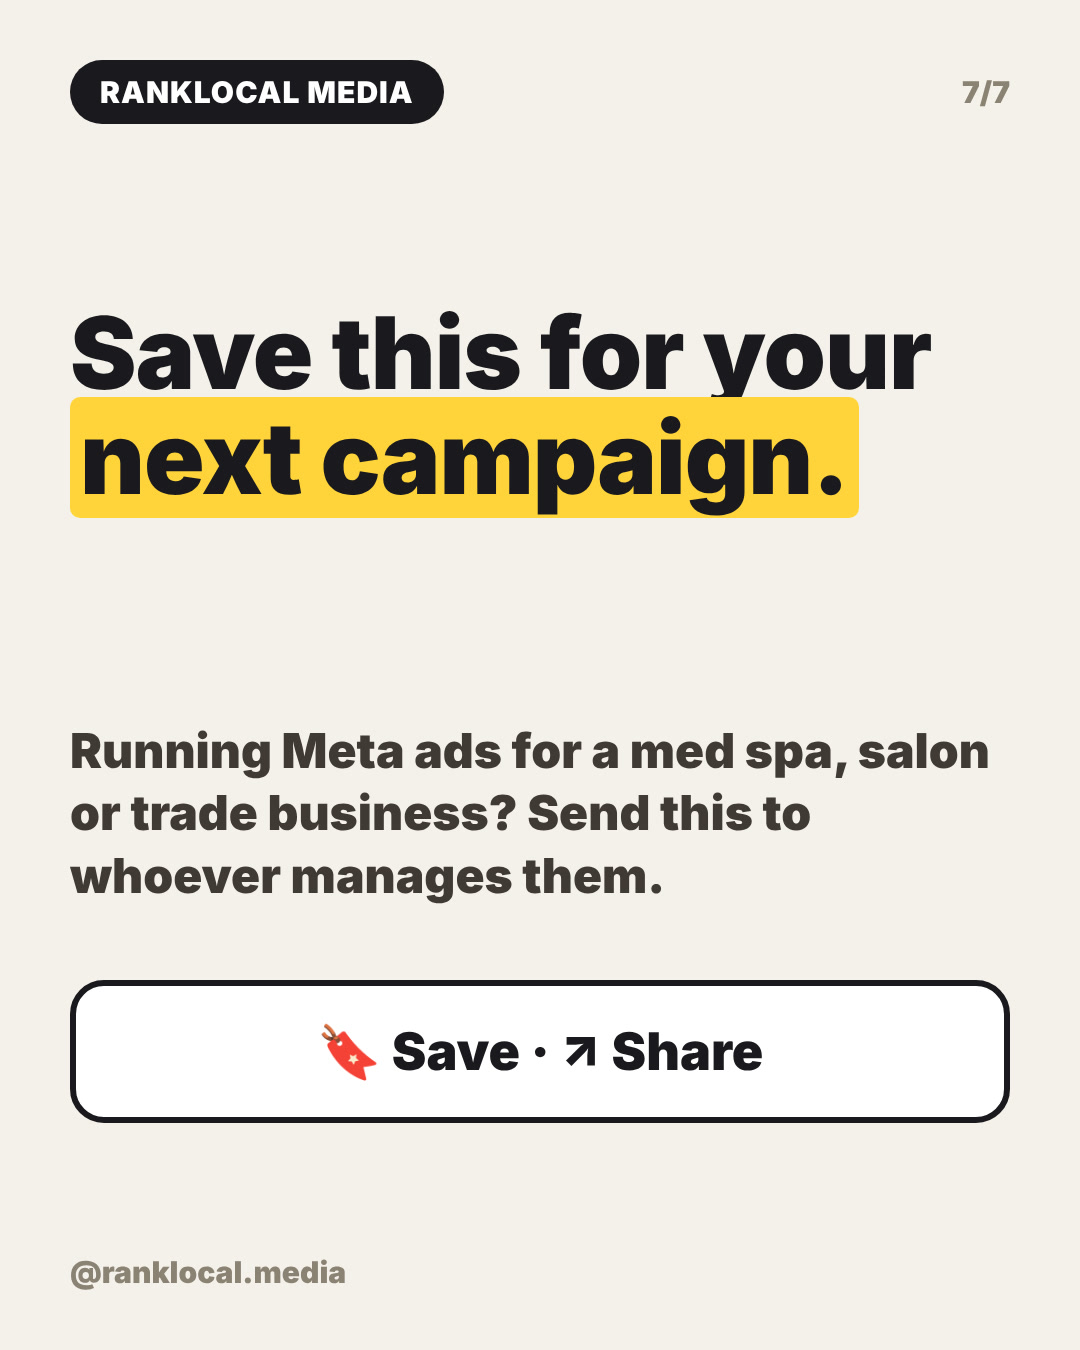 RANKLOCAL MEDIA
7/7
Save this for your
next campaign.
Running Meta ads for a med spa, salon
or trade business? Send this to
whoever manages them.
🔖 Save · ↗ Share
@ranklocal.media